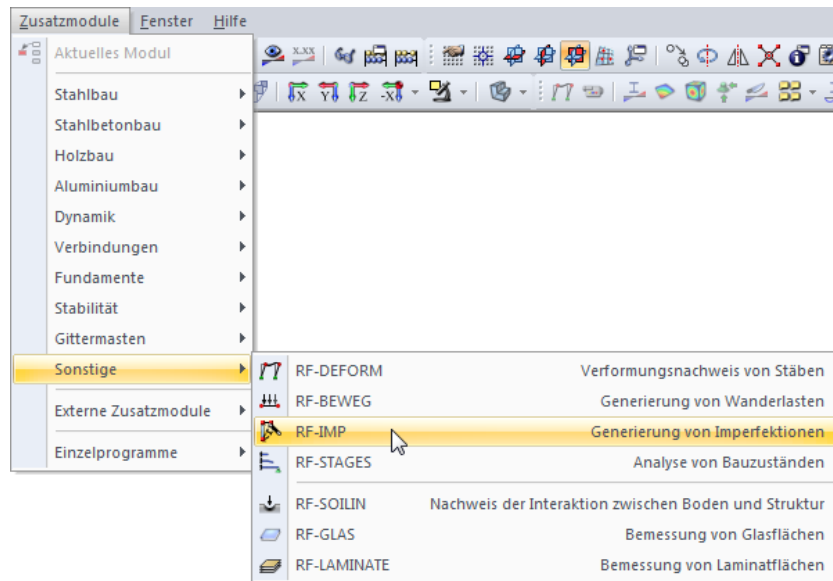 Zusatzmodule Fenster Hilfe
Aktuelles Modul
x.xx
Stahlbau
X Y Z -X
Stahlbetonbau
Holzbau
Aluminiumbau
Dynamik
Verbindungen
Fundamente
Stabilität
Gittermasten
Sonstige
Externe Zusatzmodule
Einzelprogramme
RF-DEFORM Verformungsnachweis von Stäben
RF-BEWEG Generierung von Wanderlasten
RF-IMP Generierung von Imperfektionen
RF-STAGES Analyse von Bauzuständen
RF-SOILIN Nachweis der Interaktion zwischen Boden und Struktur
RF-GLAS Bemessung von Glasflächen
RF-LAMINATE Bemessung von Laminatflächen